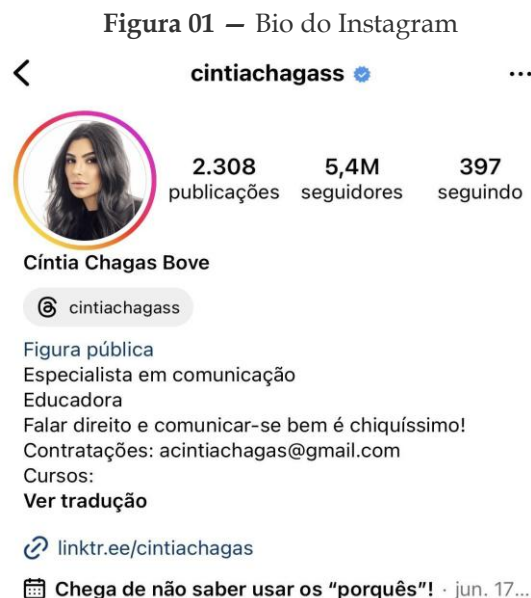 Figura 01 — Bio do Instagram
cintiachagass
2.308 5,4M 397
publicações seguidores seguindo
Cíntia Chagas Bove
cintiachagass
Figura pública
Especialista em comunicação
Educadora
Falar direito e comunicar-se bem é chiquíssimo!
Contratações: acintiachagas@gmail.com
Cursos:
Ver tradução
linktr.ee/cintiachagas
Chega de não saber usar os “porquês”! · jun. 17...